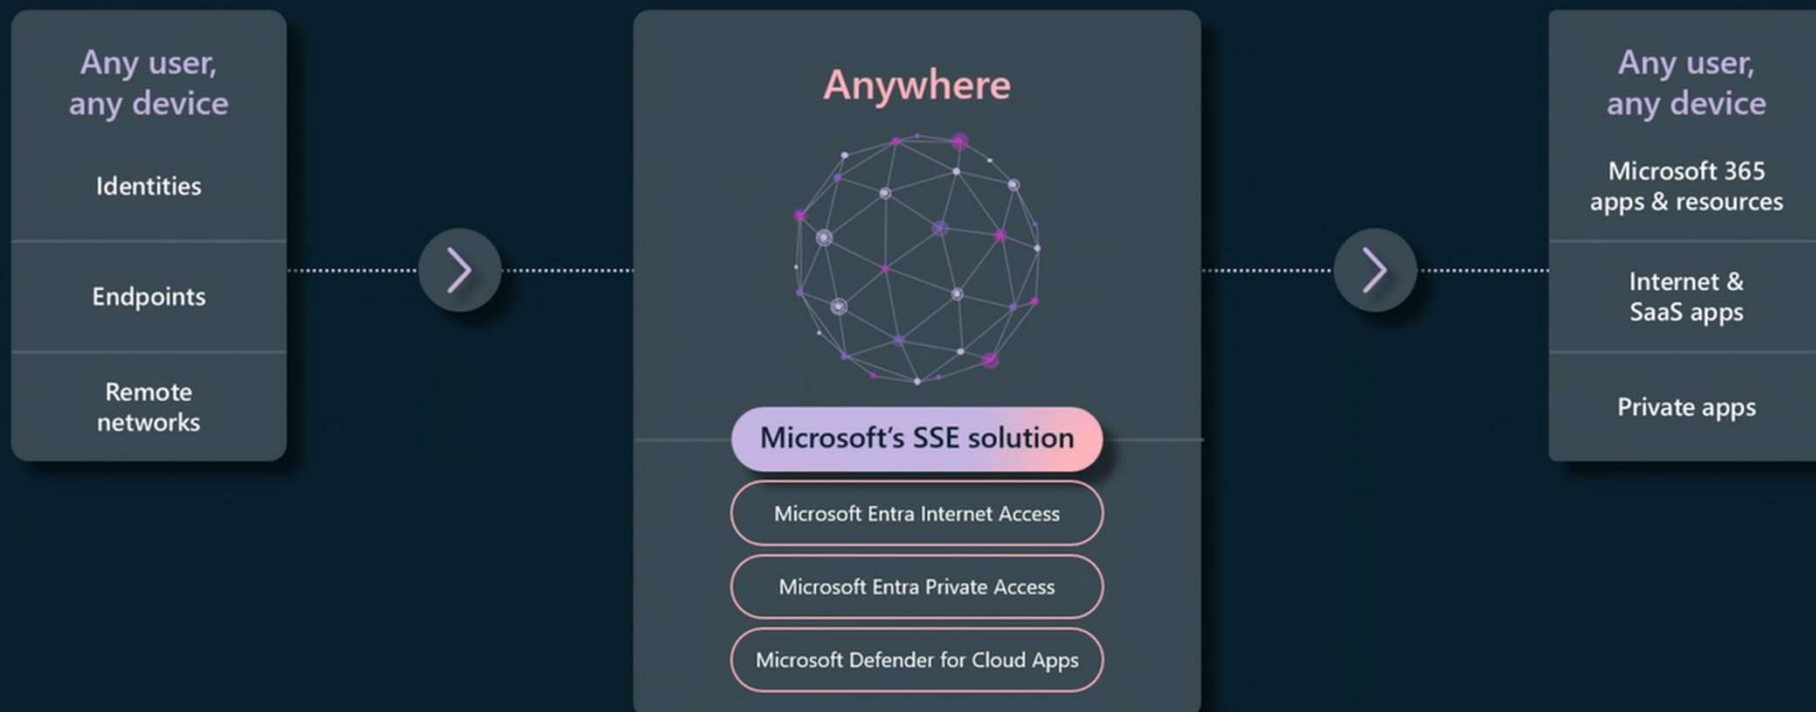 Any user,
any device
Identities
Endpoints
Remote
networks
Anywhere
Microsoft's SSE solution
Microsoft Entra Internet Access
Microsoft Entra Private Access
Microsoft Defender for Cloud Apps
Any user,
any device
Microsoft 365
apps & resources
Internet &
SaaS apps
Private apps